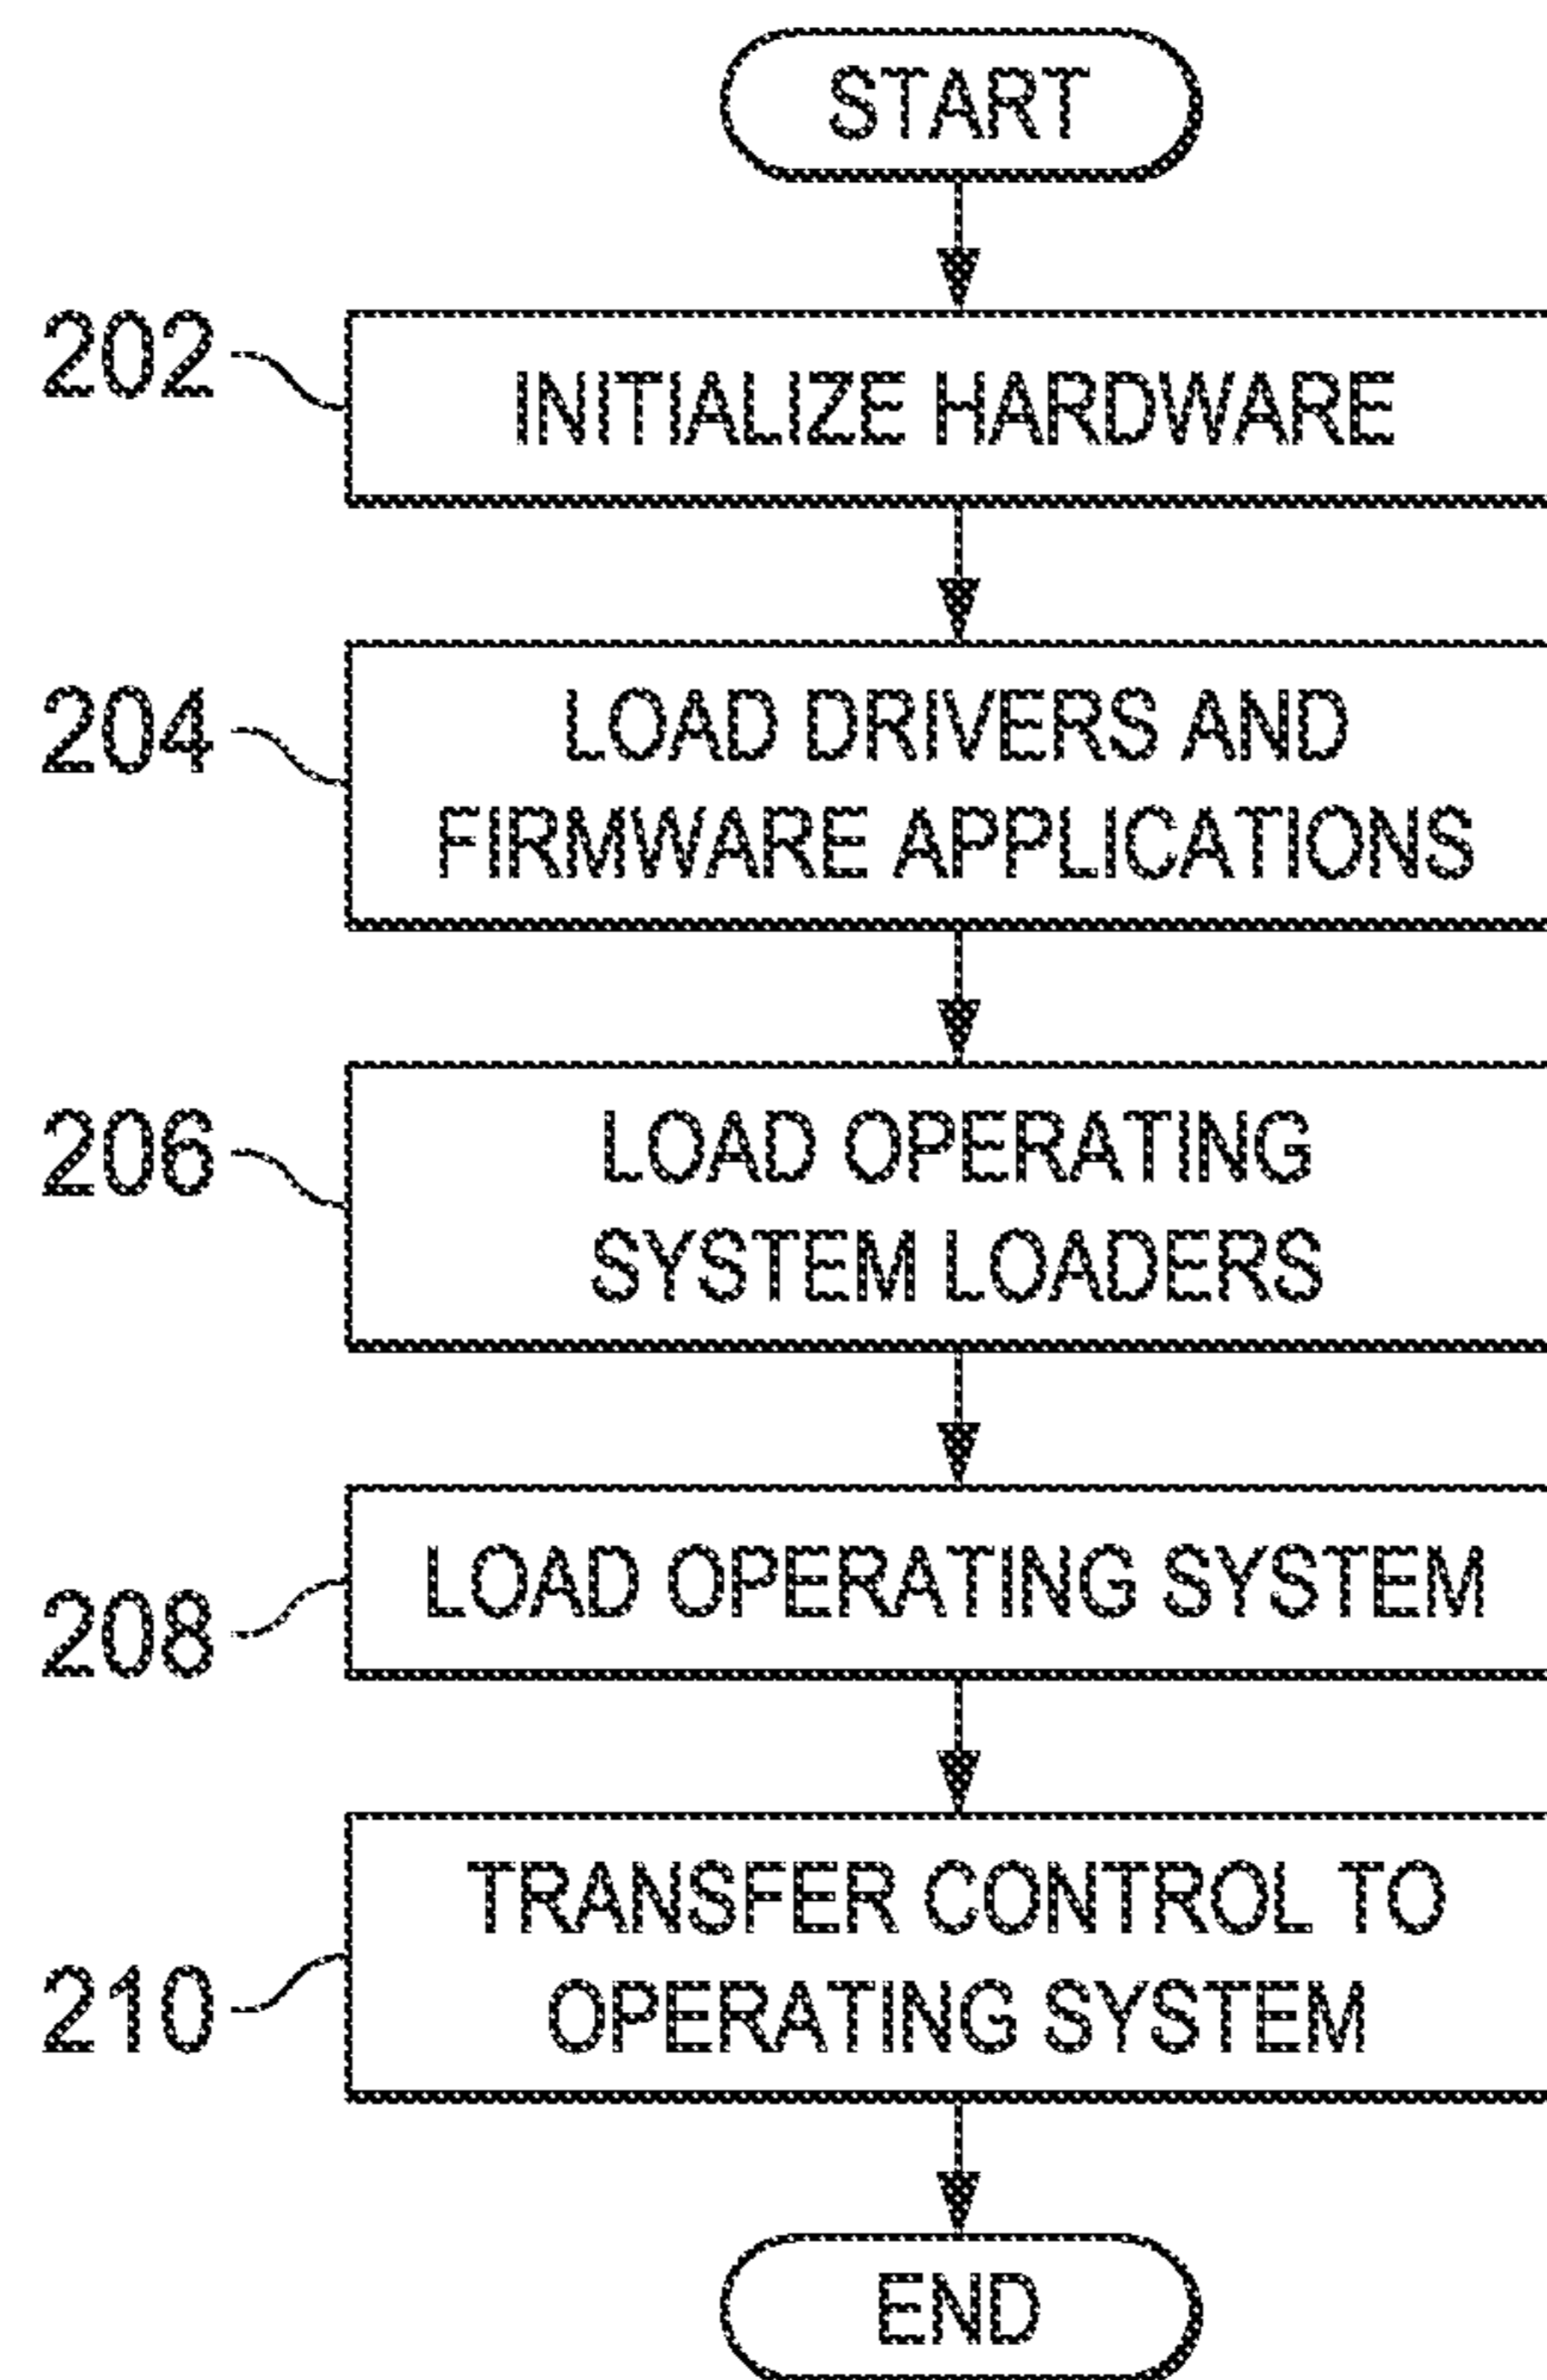 START
202
INITIALIZE HARDWARE
204
LOAD DRIVERS AND
FIRMWARE APPLICATIONS
206
LOAD OPERATING
SYSTEM LOADERS
LOAD OPERATING SYSTEM
208
TRANSFER CONTROL TO
OPERATING SYSTEM
210
END